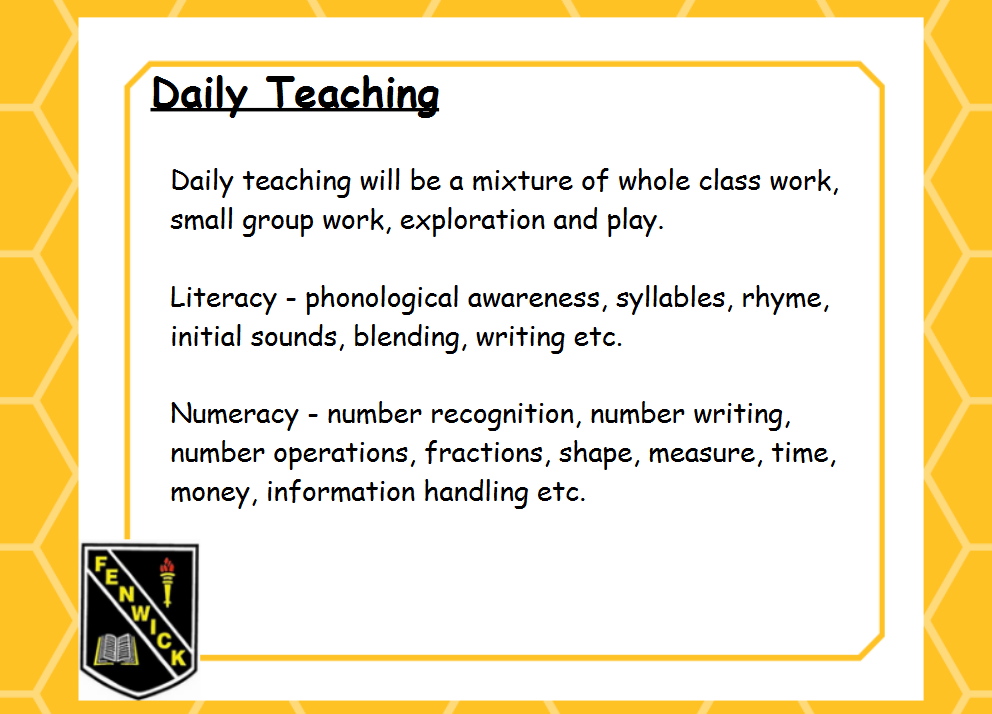 Daily Teaching
Daily teaching will be a mixture of whole class work,
small group work, exploration and play.
Literacy - phonological awareness, syllables, rhyme,
initial sounds, blending, writing etc.
Numeracy - number recognition, number writing,
number operations, fractions, shape, measure, time,
money, information handling etc.
FENWICK